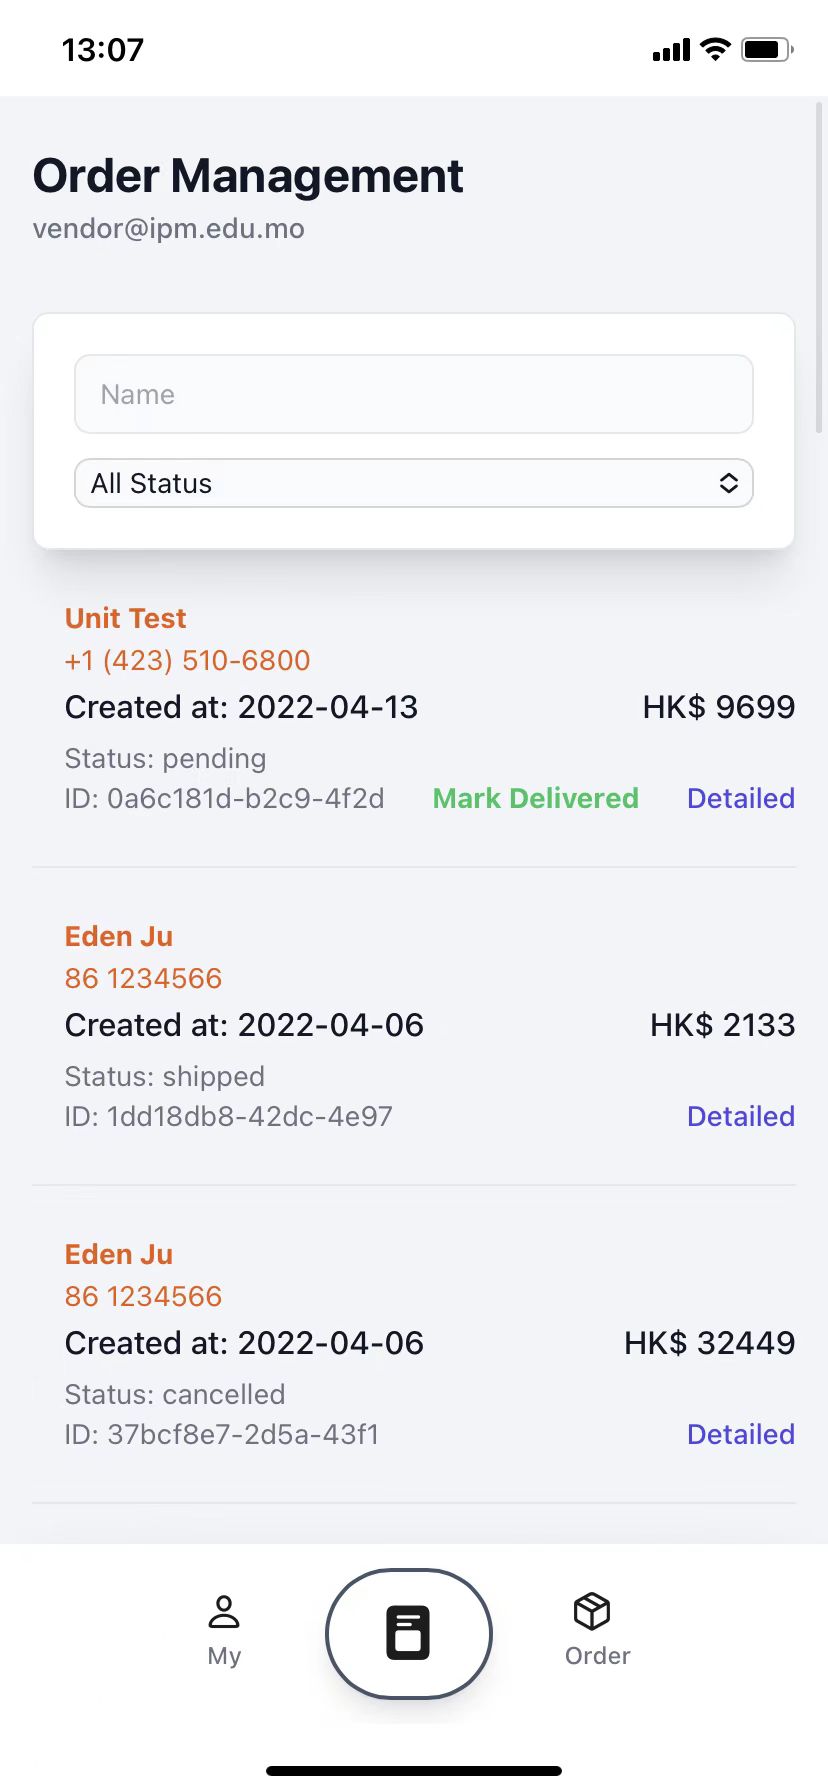 13:07
Order Management
vendor@ipm.edu.mo
Name
All Status
Unit Test
+1 (423) 510-6800
Created at: 2022-04-13 HK$ 9699
Status: pending
ID: 0a6c181d-b2c9-4f2d Mark Delivered Detailed
Eden Ju
86 1234566
Created at: 2022-04-06 HK$ 2133
Status: shipped
ID: 1dd18db8-42dc-4e97 Detailed
Eden Ju
86 1234566
Created at: 2022-04-06 HK$ 32449
Status: cancelled
ID: 37bcf8e7-2d5a-43f1 Detailed
My Order